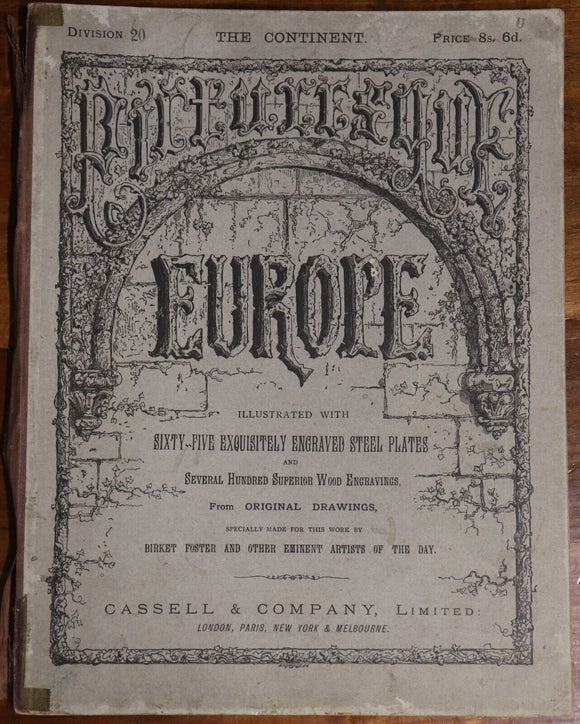 Division 20 THE CONTINENT. Price 8s. 6d.
Picturesque
EUROPE
ILLUSTRATED WITH
SIXTY-FIVE EXQUISITELY ENGRAVED STEEL PLATES
AND
Several Hundred Superior Wood Engravings,
From ORIGINAL DRAWINGS,
SPECIALLY MADE FOR THIS WORK BY
BIRKET FOSTER AND OTHER EMINENT ARTISTS OF THE DAY.
CASSELL & COMPANY, Limited:
LONDON, PARIS, NEW YORK & MELBOURNE.